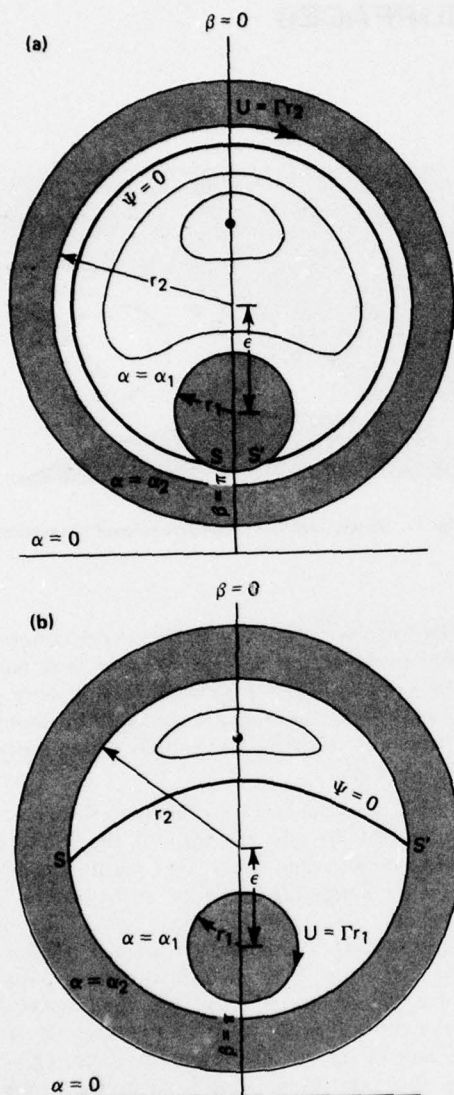 β = 0
(a)
U = Γr₂
Ψ = 0
r₂
ϵ
α = α₁
r₁
S S'
α = α₂
β = π
α = 0
β = 0
(b)
Ψ = 0
r₂
S S'
ϵ
α = α₁
r₁
U = Γr₁
α = α₂
β = π
α = 0